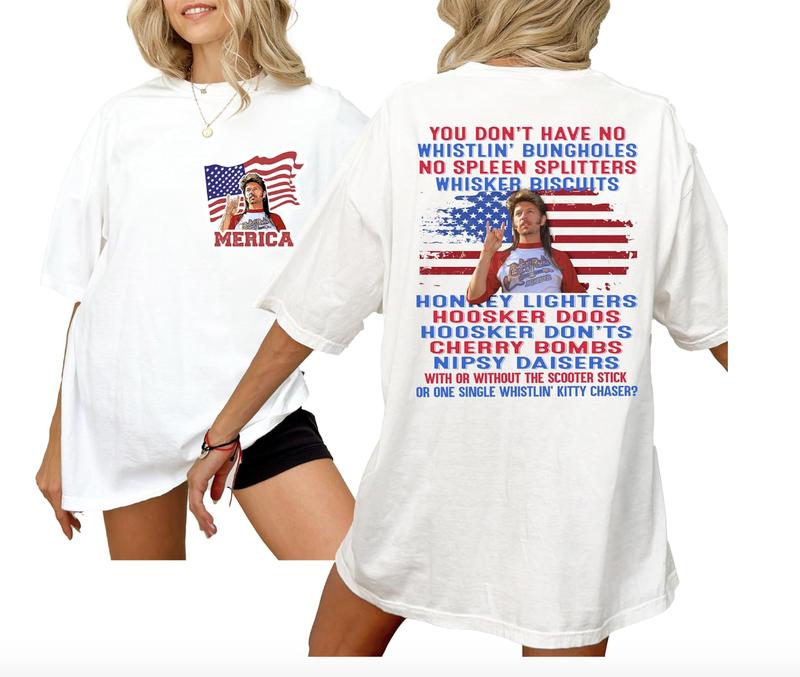 MERICA
YOU DON'T HAVE NO
WHISTLIN' BUNGHOLES
NO SPLEEN SPLITTERS
WHISKER BISCUITS
HONKEY LIGHTERS
HOOSKER DOOS
HOOSKER DON'TS
CHERRY BOMBS
NIPSY DAISERS
WITH OR WITHOUT THE SCOOTER STICK
OR ONE SINGLE WHISTLIN' KITTY CHASER?